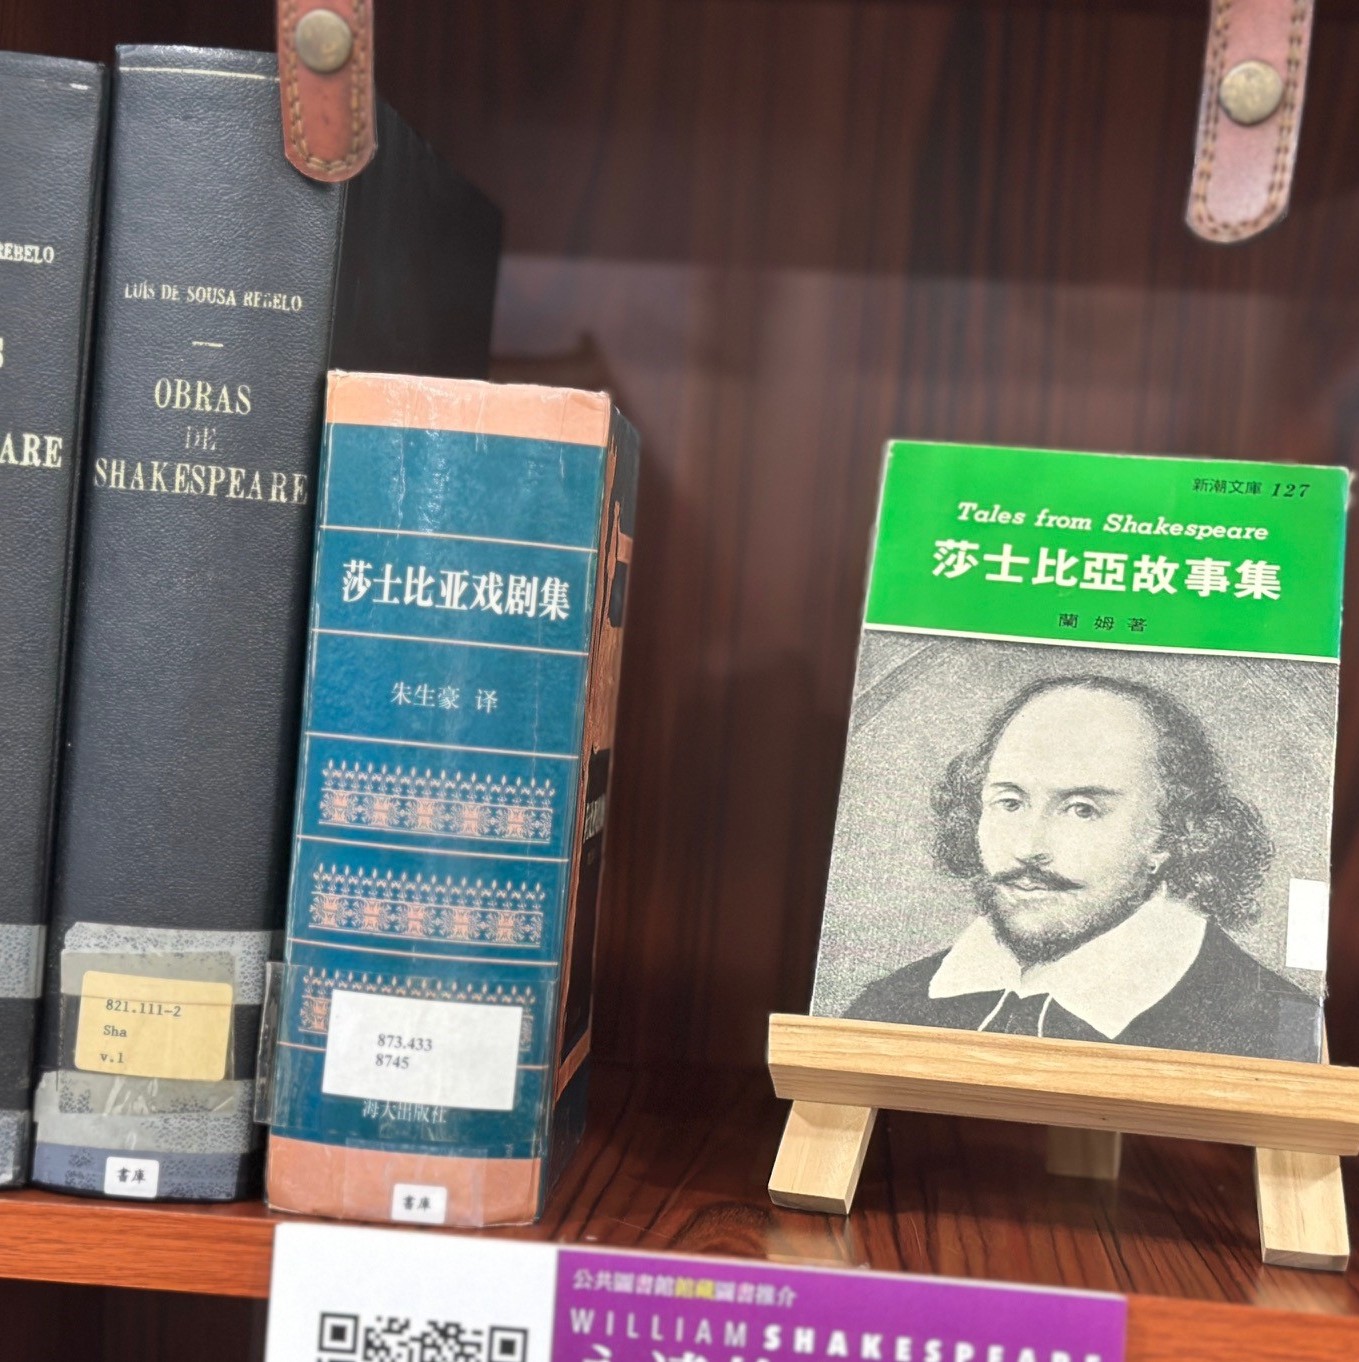 REBELO
S
ARE
LUÍS DE SOUSA REBELO
OBRAS
DE
SHAKESPEARE
821.111-2
Sha
v.1
書庫
莎士比亚戏剧集
朱生豪 译
873.433
8745
海天出版社
書庫
新潮文庫 127
Tales from Shakespeare
莎士比亞故事集
蘭姆著
公共圖書館館藏圖書推介
WILLIAM SHAKESPEARE